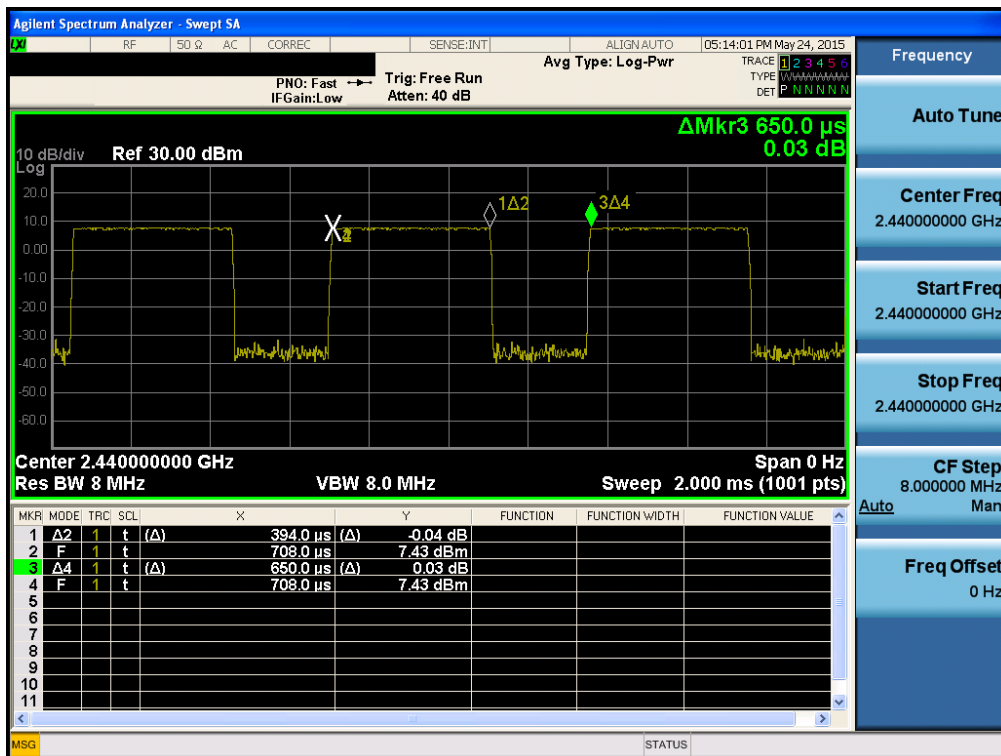 Agilent Spectrum Analyzer - Swept SA
LXI RF 50 Ω AC CORREC SENSE:INT ALIGN AUTO 05:14:01 PM May 24, 2015
Frequency
PNO: Fast
IFGain:Low
Trig: Free Run
Atten: 40 dB
Avg Type: Log-Pwr
TRACE 1 2 3 4 5 6
TYPE
DET P N N N N N
Auto Tune
ΔMkr3 650.0 µs
0.03 dB
10 dB/div Ref 30.00 dBm
Log
20.0
10.0
0.00
-10.0
-20.0
-30.0
-40.0
-50.0
-60.0
1Δ2
3Δ4
Center Freq
2.440000000 GHz
Start Freq
2.440000000 GHz
Stop Freq
2.440000000 GHz
Center 2.440000000 GHz Span 0 Hz
Res BW 8 MHz VBW 8.0 MHz Sweep 2.000 ms (1001 pts)
CF Step
8.000000 MHz
Auto Man
Freq Offset
0 Hz
MKR MODE TRC SCL X Y FUNCTION FUNCTION WIDTH FUNCTION VALUE
1 Δ2 1 t (Δ) 394.0 µs (Δ) -0.04 dB
2 F 1 t 708.0 µs 7.43 dBm
3 Δ4 1 t (Δ) 650.0 µs (Δ) 0.03 dB
4 F 1 t 708.0 µs 7.43 dBm
5
6
7
8
9
10
11
MSG STATUS